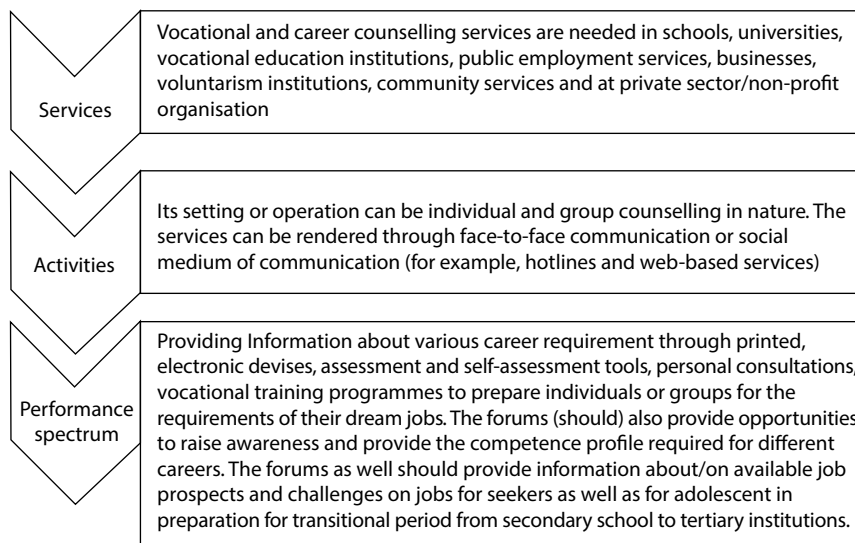 Services
Vocational and career counselling services are needed in schools, universities,
vocational education institutions, public employment services, businesses,
voluntarism institutions, community services and at private sector/non-profit
organisation
Activities
Its setting or operation can be individual and group counselling in nature. The
services can be rendered through face-to-face communication or social
medium of communication (for example, hotlines and web-based services)
Performance
spectrum
Providing Information about various career requirement through printed,
electronic devises, assessment and self-assessment tools, personal consultations,
vocational training programmes to prepare individuals or groups for the
requirements of their dream jobs. The forums (should) also provide opportunities
to raise awareness and provide the competence profile required for different
careers. The forums as well should provide information about/on available job
prospects and challenges on jobs for seekers as well as for adolescent in
preparation for transitional period from secondary school to tertiary institutions.